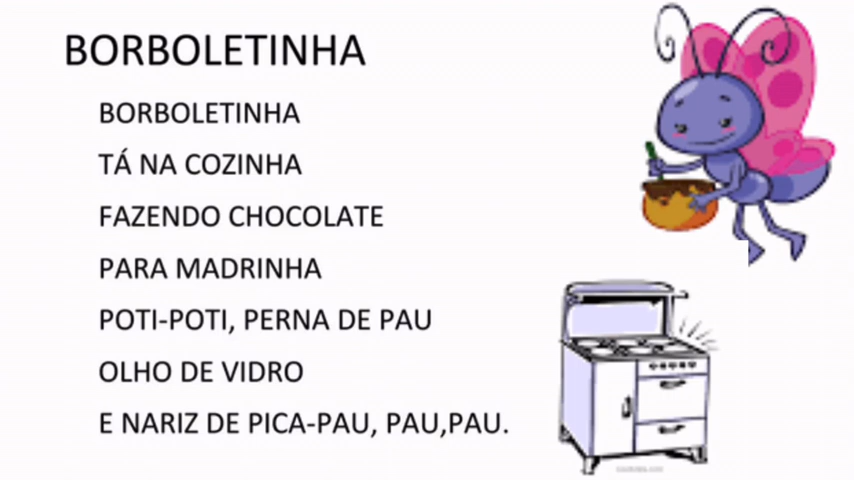 BORBOLETINHA
BORBOLETINHA
TÁ NA COZINHA
FAZENDO CHOCOLATE
PARA MADRINHA
POTI-POTI, PERNA DE PAU
OLHO DE VIDRO
E NARIZ DE PICA-PAU, PAU,PAU.